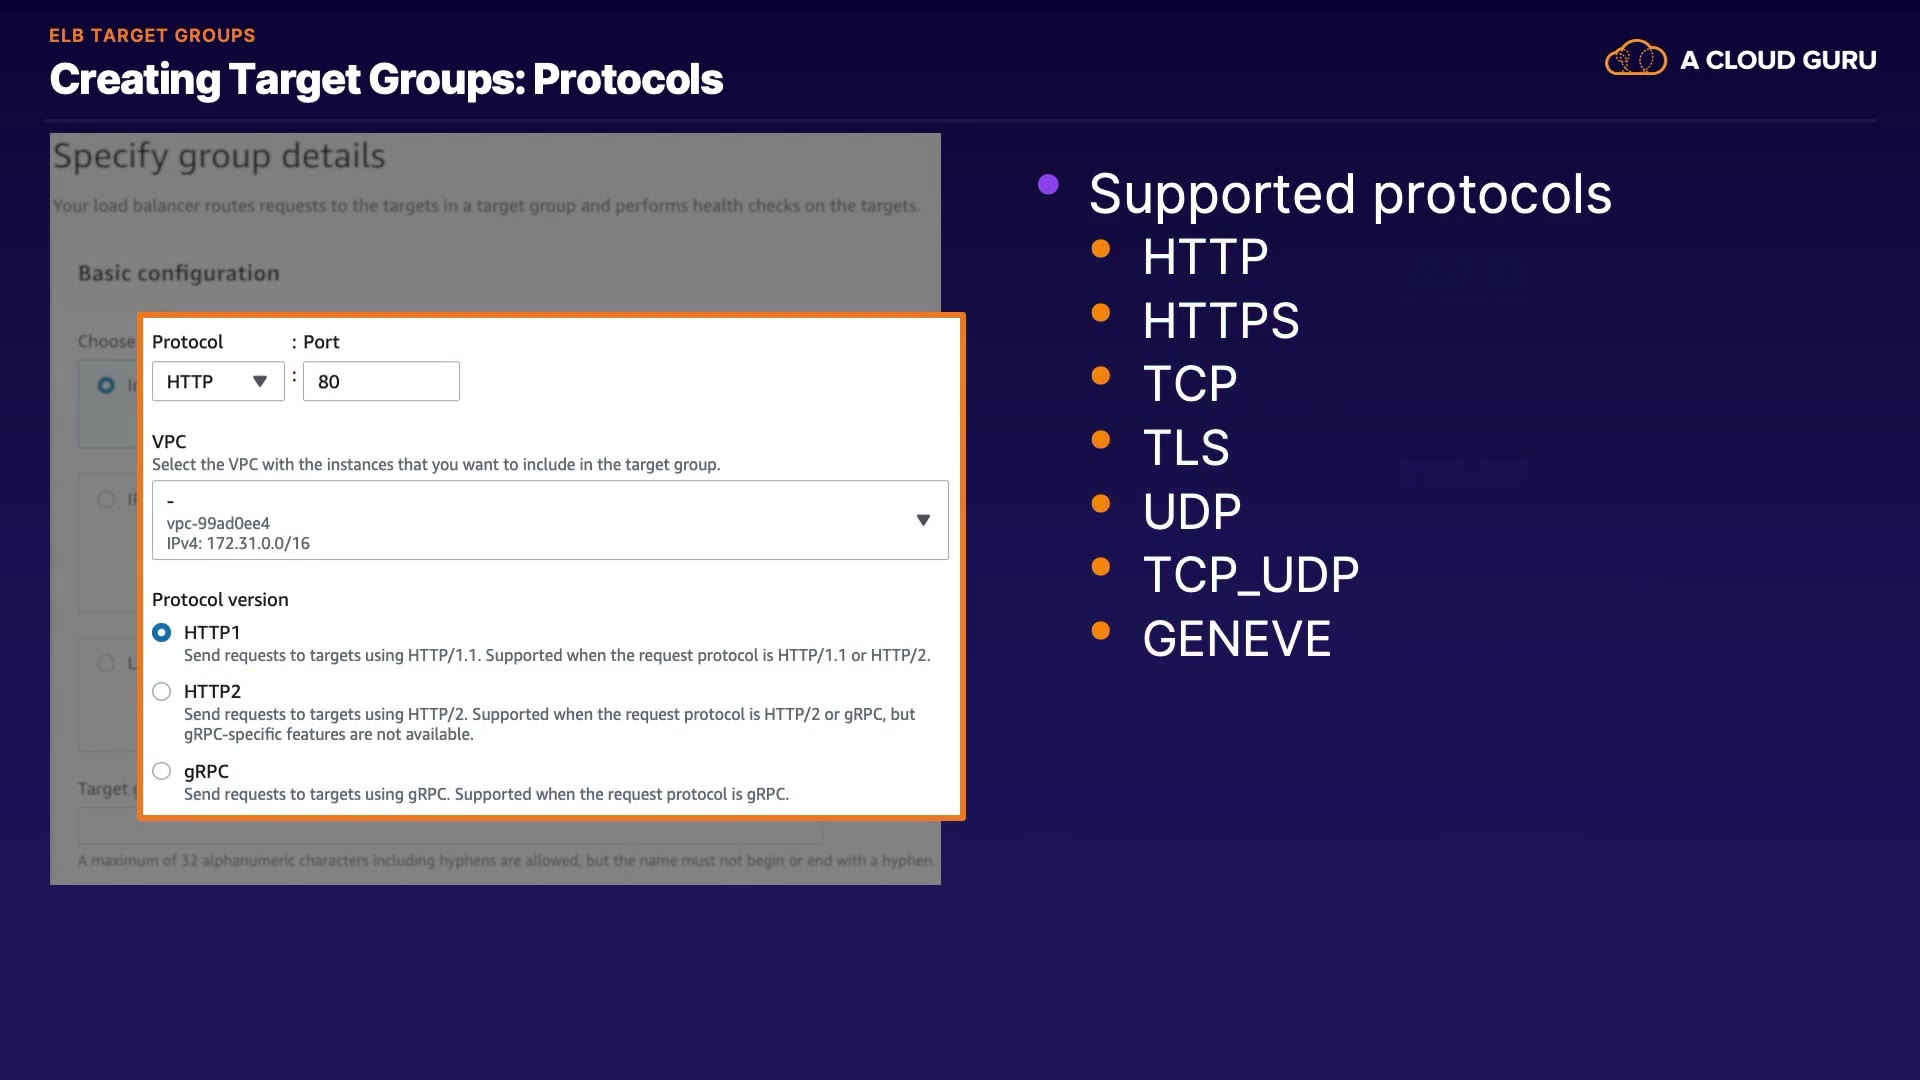 ELB TARGET GROUPS
Creating Target Groups: Protocols
A CLOUD GURU
Specify group details
Your load balancer routes requests to the targets in a target group and performs health checks on the targets.
Basic configuration
Choose
Protocol : Port
HTTP : 80
VPC
Select the VPC with the instances that you want to include in the target group.
-
vpc-99ad0ee4
IPv4: 172.31.0.0/16
Protocol version
HTTP1
Send requests to targets using HTTP/1.1. Supported when the request protocol is HTTP/1.1 or HTTP/2.
HTTP2
Send requests to targets using HTTP/2. Supported when the request protocol is HTTP/2 or gRPC, but
gRPC-specific features are not available.
gRPC
Send requests to targets using gRPC. Supported when the request protocol is gRPC.
Target
A maximum of 32 alphanumeric characters including hyphens are allowed, but the name must not begin or end with a hyphen.
Supported protocols
HTTP
HTTPS
TCP
TLS
UDP
TCP_UDP
GENEVE